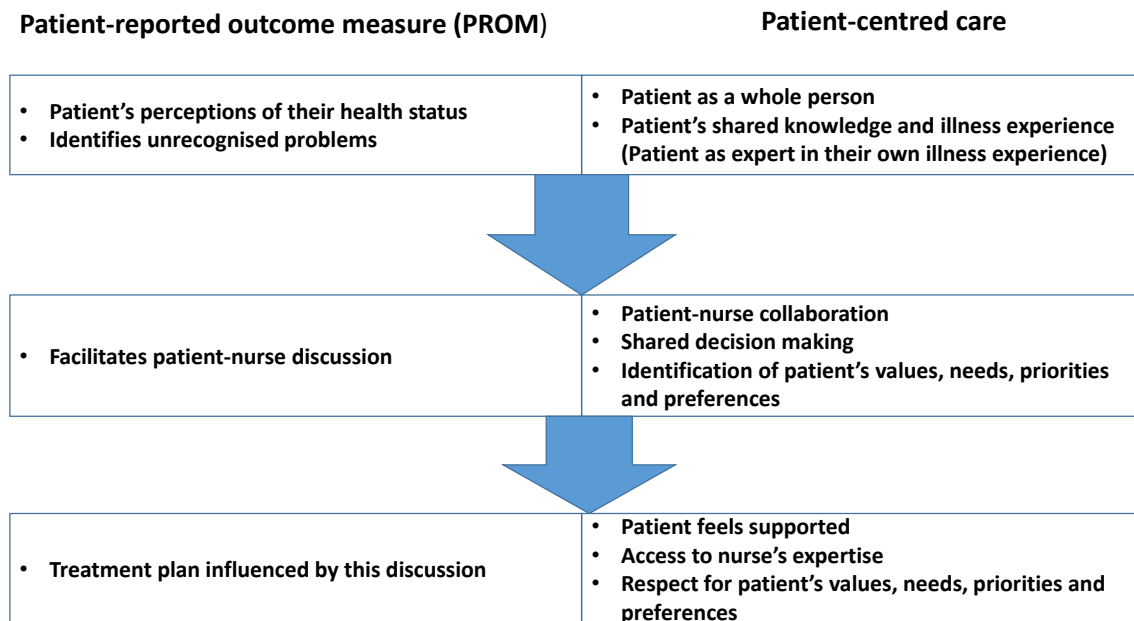 Patient-reported outcome measure (PROM)
Patient-centred care
• Patient's perceptions of their health status
• Identifies unrecognised problems
• Patient as a whole person
• Patient's shared knowledge and illness experience
(Patient as expert in their own illness experience)
• Facilitates patient-nurse discussion
• Patient-nurse collaboration
• Shared decision making
• Identification of patient's values, needs, priorities
and preferences
• Treatment plan influenced by this discussion
• Patient feels supported
• Access to nurse's expertise
• Respect for patient's values, needs, priorities and
preferences